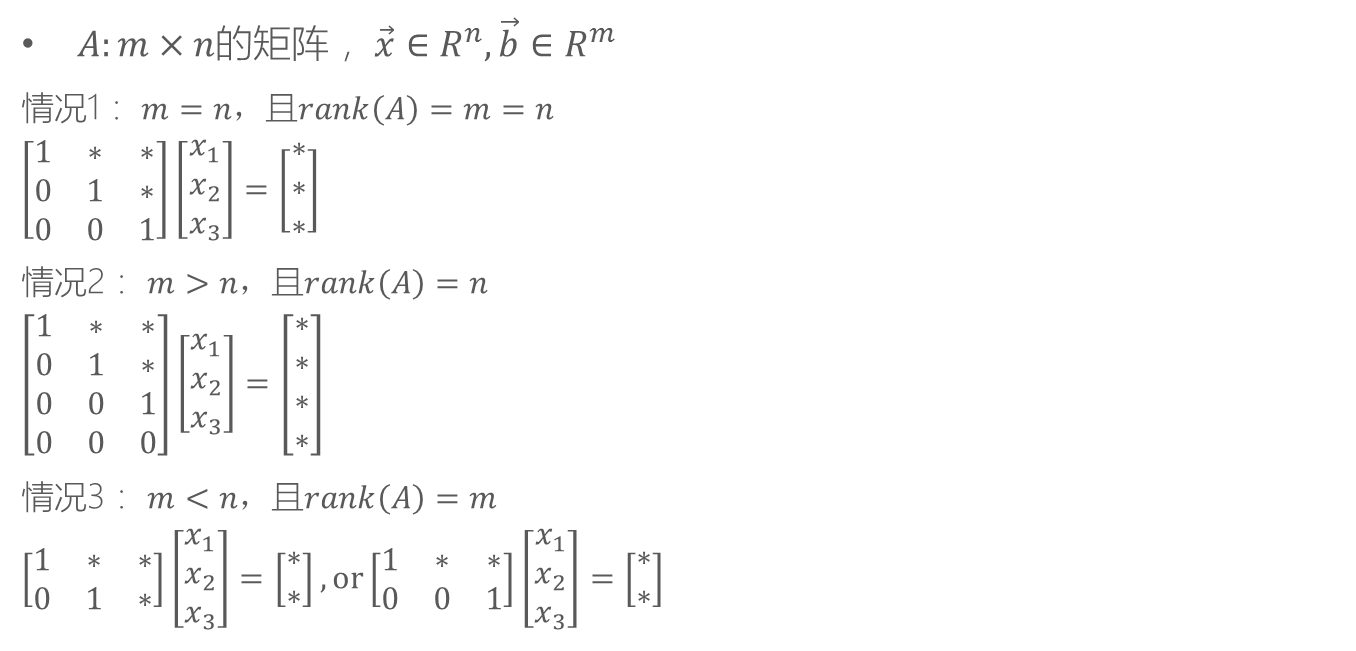 • A: m × n的矩阵，x⃗ ∈ Rⁿ, b⃗ ∈ Rᵐ
情况1：m = n，且rank(A) = m = n
[1 * *; 0 1 *; 0 0 1] [x₁; x₂; x₃] = [*; *; *]
情况2：m > n，且rank(A) = n
[1 * *; 0 1 *; 0 0 1; 0 0 0] [x₁; x₂; x₃] = [*; *; *; *]
情况3：m < n，且rank(A) = m
[1 * *; 0 1 *] [x₁; x₂; x₃] = [*; *], or [1 * *; 0 0 1] [x₁; x₂; x₃] = [*; *]